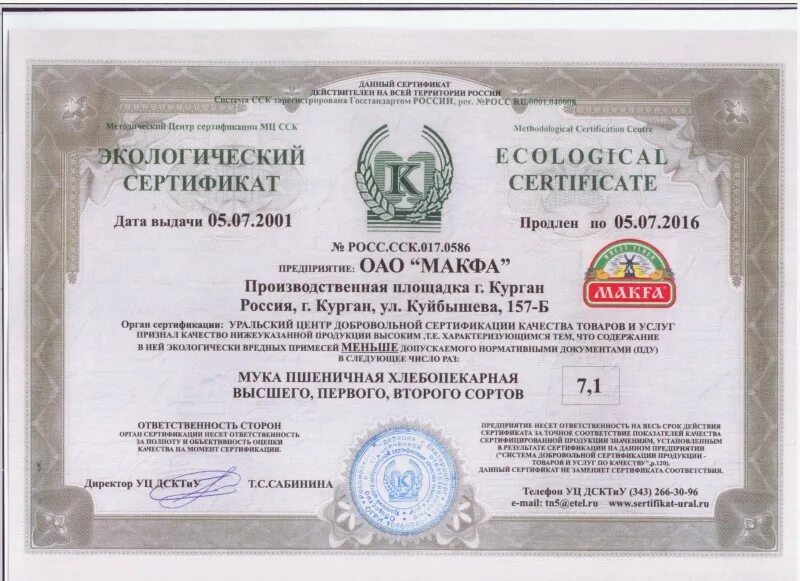 ДАННЫЙ СЕРТИФИКАТ
ДЕЙСТВИТЕЛЕН НА ВСЕЙ ТЕРРИТОРИИ РОССИИ
Система ССК зарегистрирована Госстандартом РОССИИ, рег. №РОСС RU.0001.040008
Методический Центр сертификации МЦ ССК
Methodological Certification Centre
ЭКОЛОГИЧЕСКИЙ
СЕРТИФИКАТ
К
ECOLOGICAL
CERTIFICATE
Дата выдачи 05.07.2001
Продлен по 05.07.2016
№ РОСС.ССК.017.0586
ПРЕДПРИЯТИЕ: ОАО “МАКФА”
Производственная площадка г. Курган
Россия, г. Курган, ул. Куйбышева, 157-Б
MAKFA
Орган сертификации: УРАЛЬСКИЙ ЦЕНТР ДОБРОВОЛЬНОЙ СЕРТИФИКАЦИИ КАЧЕСТВА ТОВАРОВ И УСЛУГ
ПРИЗНАЛ КАЧЕСТВО НИЖЕУКАЗАННОЙ ПРОДУКЦИИ ВЫСОКИМ ,Т.Е. ХАРАКТЕРИЗУЮЩИМСЯ ТЕМ, ЧТО СОДЕРЖАНИЕ
В НЕЙ ЭКОЛОГИЧЕСКИ ВРЕДНЫХ ПРИМЕСЕЙ МЕНЬШЕ ДОПУСКАЕМОГО НОРМАТИВНЫМИ ДОКУМЕНТАМИ (ПДУ)
В СЛЕДУЮЩЕЕ ЧИСЛО РАЗ:
МУКА ПШЕНИЧНАЯ ХЛЕБОПЕКАРНАЯ
ВЫСШЕГО, ПЕРВОГО, ВТОРОГО СОРТОВ
7,1
ОТВЕТСТВЕННОСТЬ СТОРОН
ОРГАН СЕРТИФИКАЦИИ НЕСЕТ ОТВЕТСТВЕННОСТЬ
ЗА ПОЛНОТУ И ОБЪЕКТИВНОСТЬ ОЦЕНКИ
КАЧЕСТВА НА МОМЕНТ СЕРТИФИКАЦИИ.
ПРЕДПРИЯТИЕ НЕСЕТ ОТВЕТСТВЕННОСТЬ НА ВЕСЬ СРОК ДЕЙСТВИЯ
СЕРТИФИКАТА ЗА ТОЧНОЕ СООТВЕТСТВИЕ ПОКАЗАТЕЛЕЙ КАЧЕСТВА
СЕРТИФИЦИРОВАННОЙ ПРОДУКЦИИ ЗНАЧЕНИЯМ, УСТАНОВЛЕННЫМ
В РЕЗУЛЬТАТЕ СЕРТИФИКАЦИИ НА ДАННОМ ПРЕДПРИЯТИИ
("СИСТЕМА ДОБРОВОЛЬНОЙ СЕРТИФИКАЦИИ ПРОДУКЦИИ -
ТОВАРОВ И УСЛУГ ПО КАЧЕСТВУ",р.120).
ДАННЫЙ СЕРТИФИКАТ НЕ ЗАМЕНЯЕТ СЕРТИФИКАТА СООТВЕТСТВИЯ.
Директор УЦ ДСКТиУ
Т.С.САБИНИНА
К
Телефон УЦ ДСКТиУ (343) 266-30-96
e-mail: tn5@etel.ru www.sertifikat-ural.ru